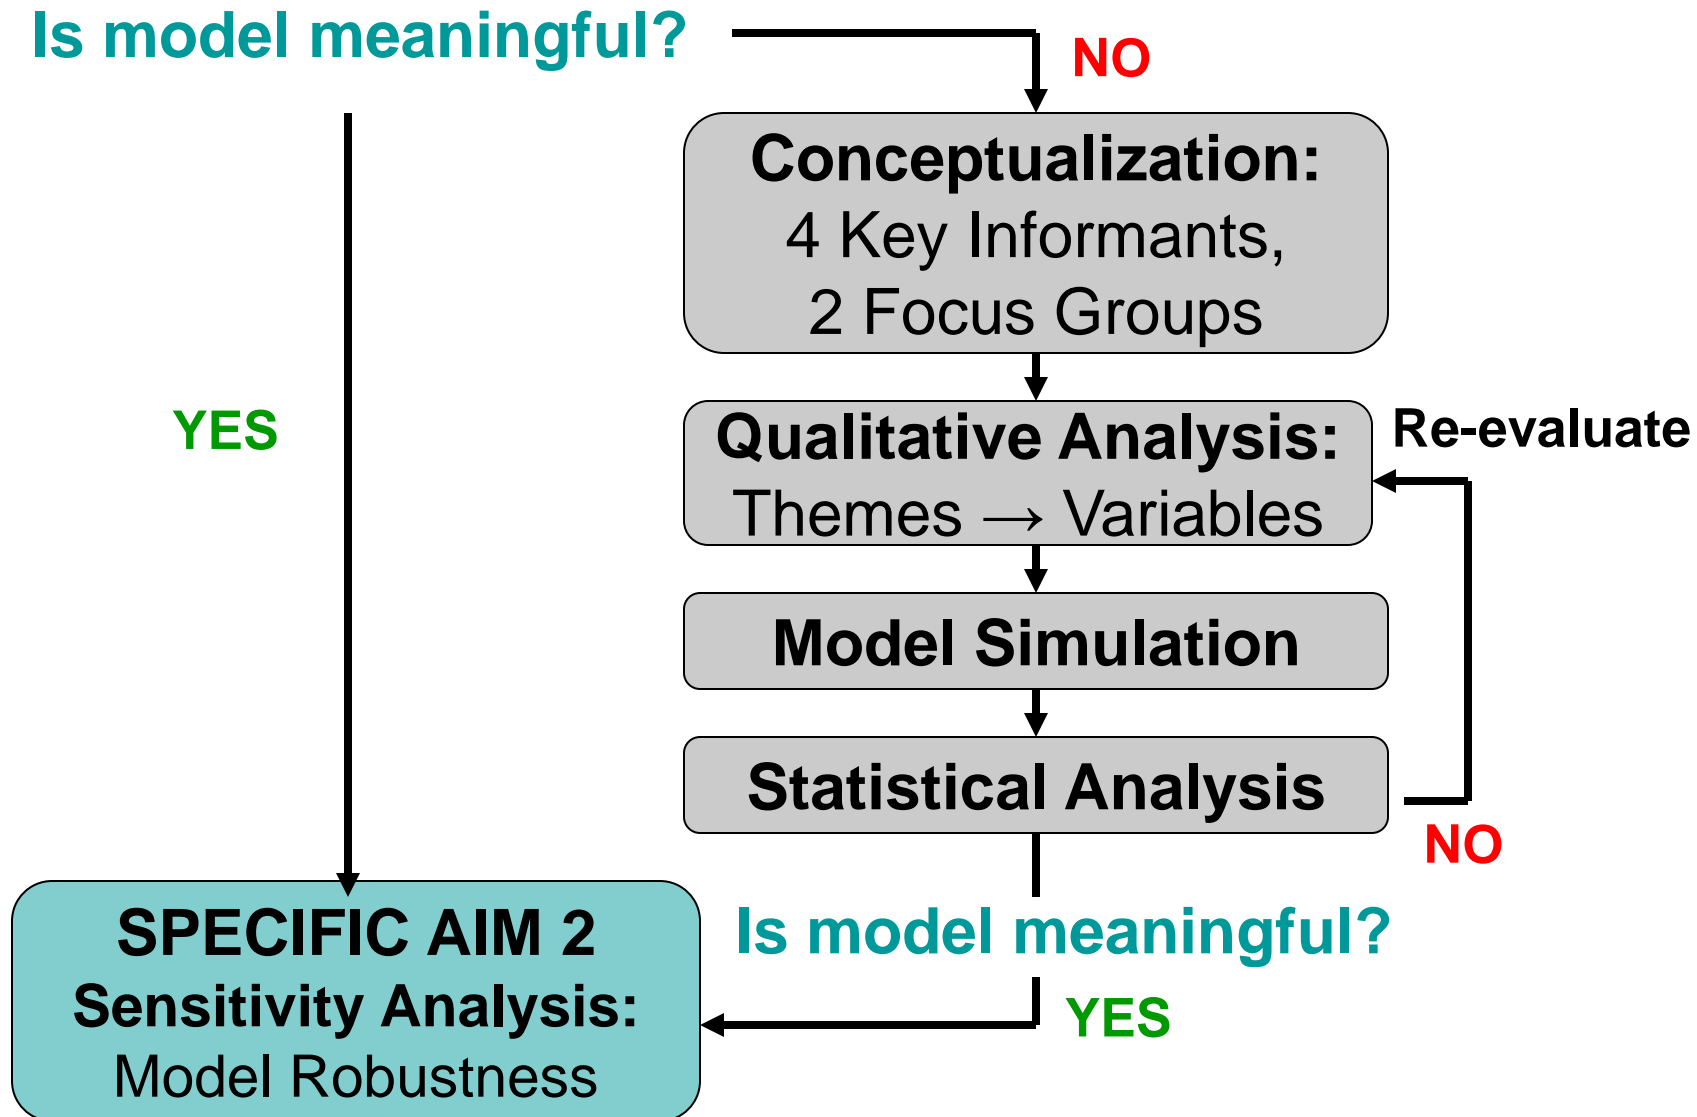 Is model meaningful?
NO
Conceptualization:
4 Key Informants,
2 Focus Groups
YES
Qualitative Analysis:
Themes → Variables
Re-evaluate
Model Simulation
Statistical Analysis
NO
Is model meaningful?
YES
SPECIFIC AIM 2
Sensitivity Analysis:
Model Robustness